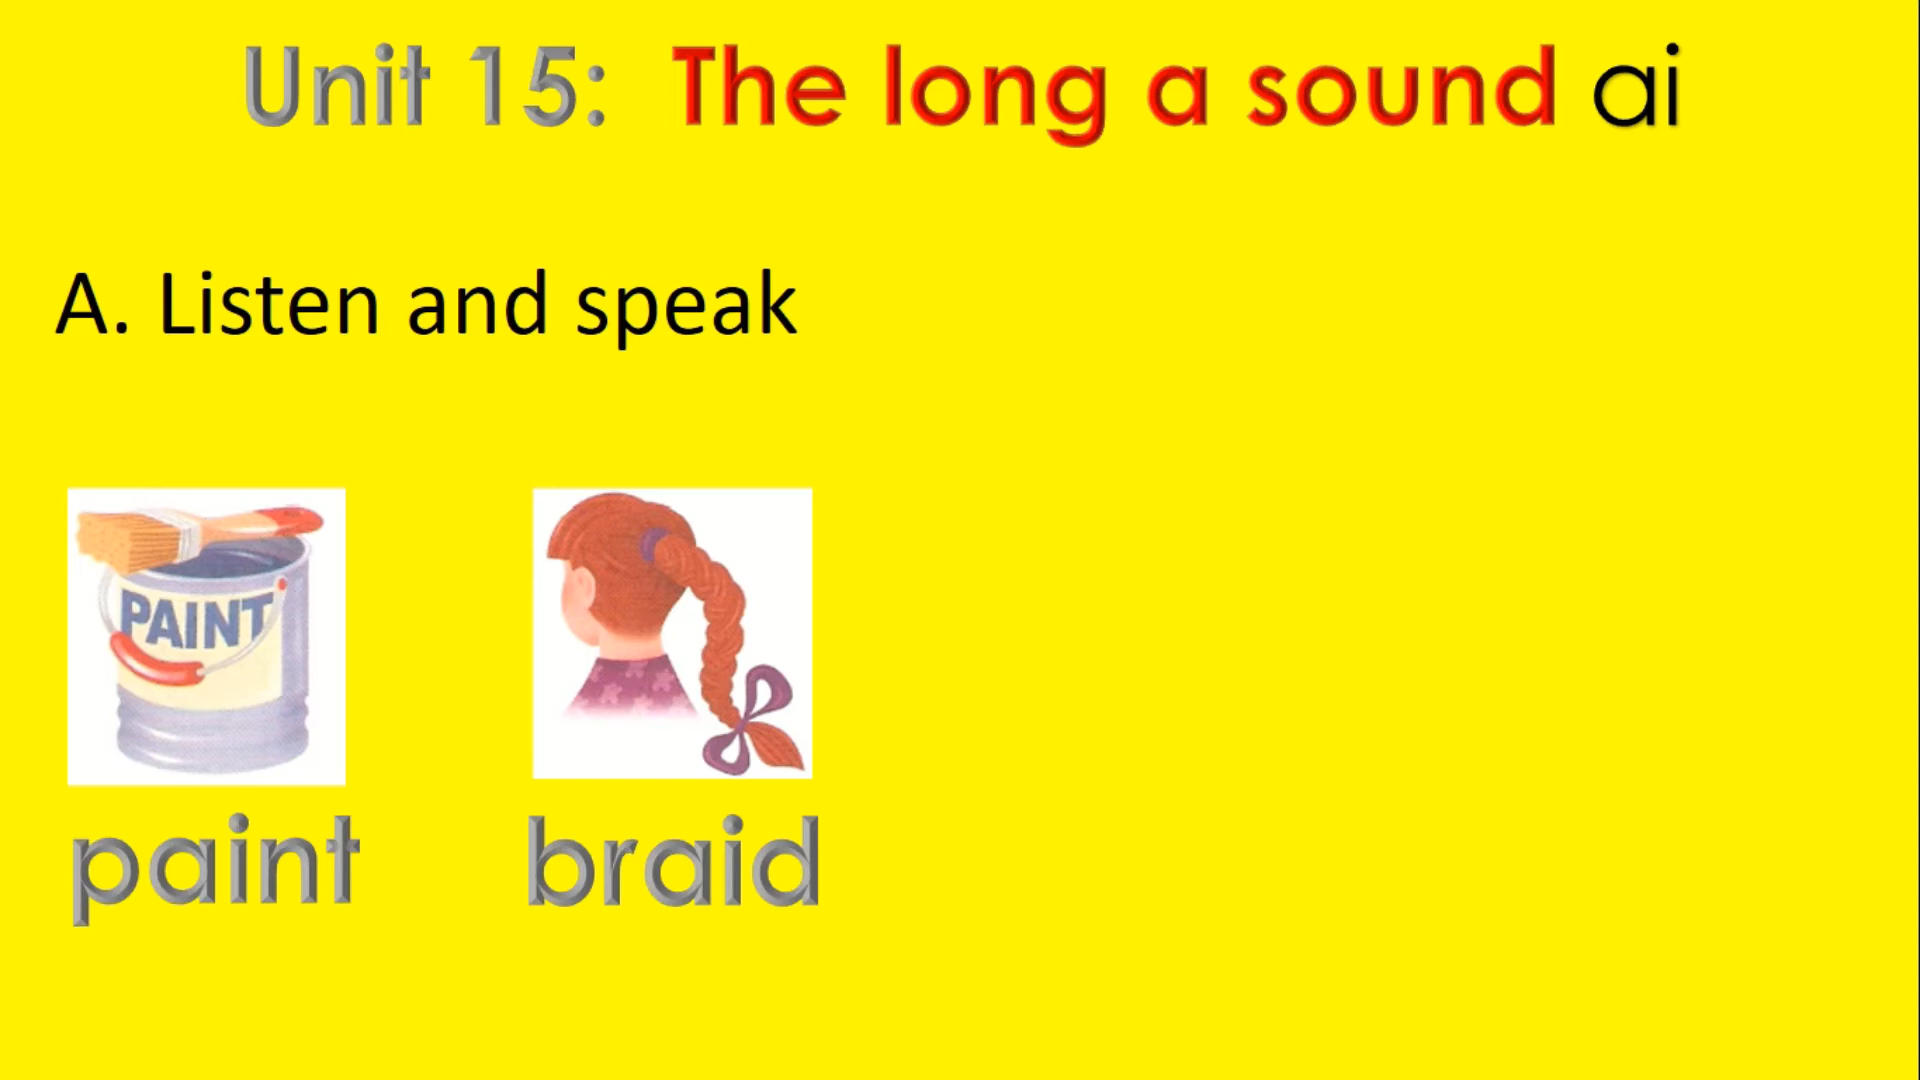 Unit 15: The long a sound ai
A. Listen and speak
PAINT
paint
braid